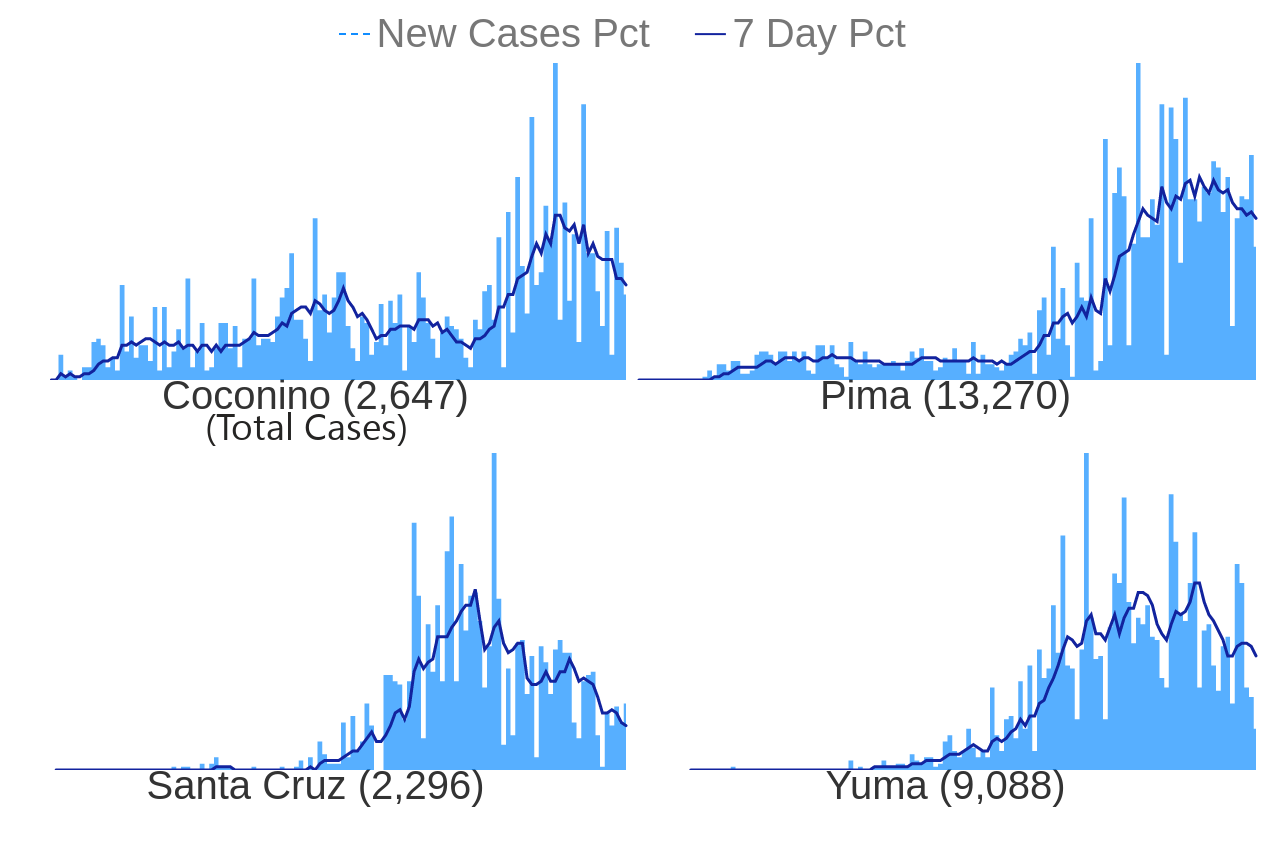 New Cases Pct 7 Day Pct
Coconino (2,647) Pima (13,270)
(Total Cases)
Santa Cruz (2,296) Yuma (9,088)